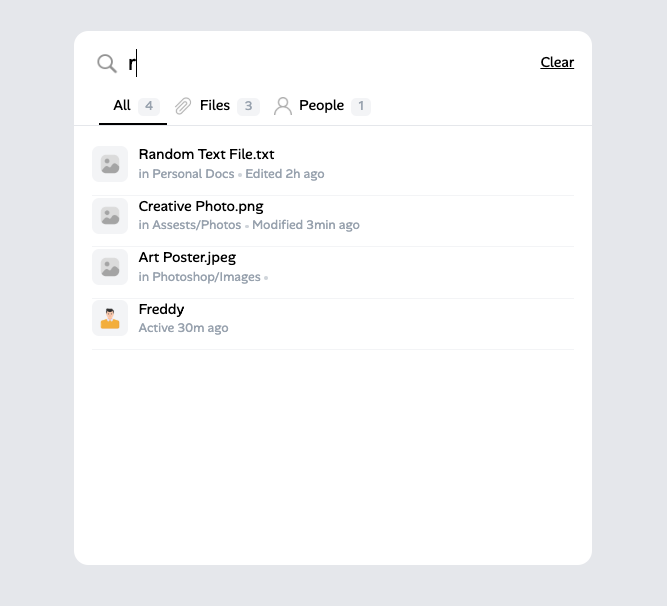 r
Clear
All 4 Files 3 People 1
Random Text File.txt
in Personal Docs • Edited 2h ago
Creative Photo.png
in Assests/Photos • Modified 3min ago
Art Poster.jpeg
in Photoshop/Images •
Freddy
Active 30m ago